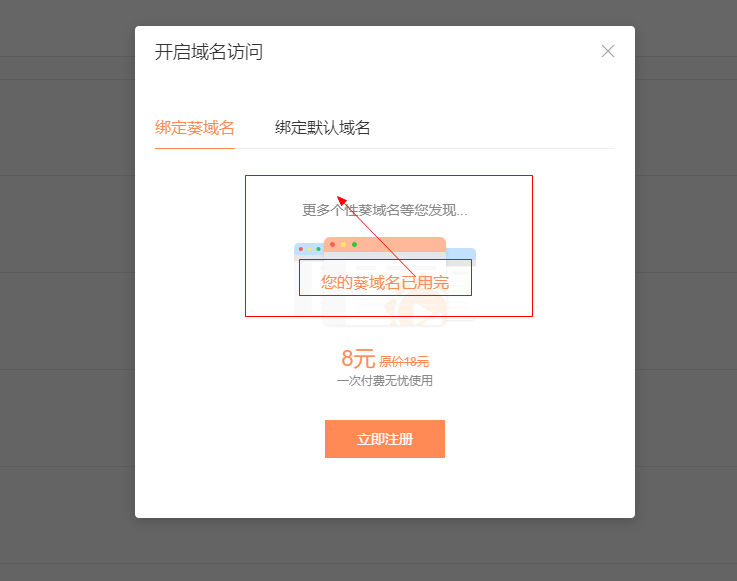 开启域名访问
绑定葵域名 绑定默认域名
更多个性葵域名等您发现...
您的葵域名已用完
8元 原价18元
一次付费无忧使用
立即注册